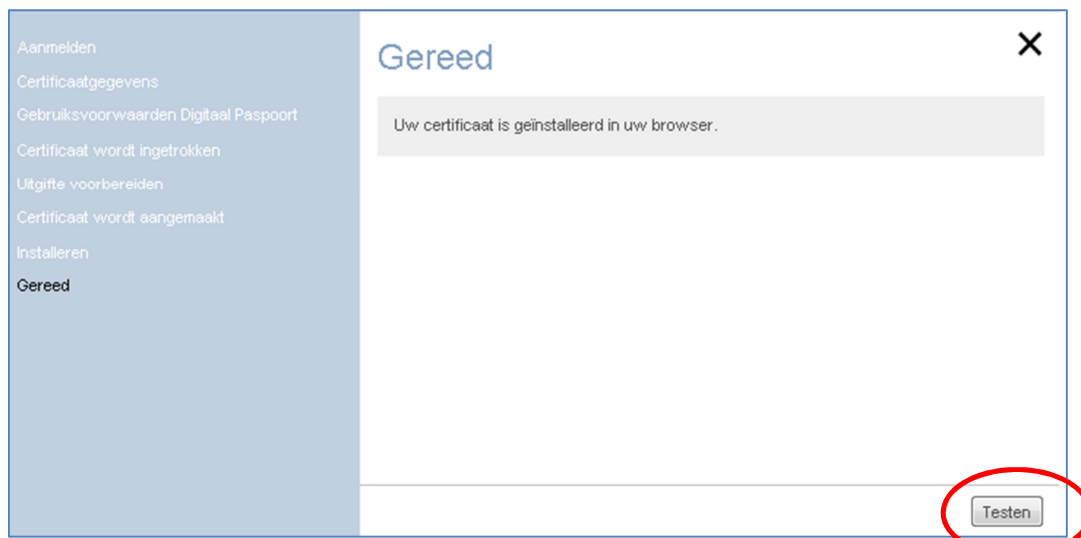 Aanmelden
Certificaatgegevens
Gebruiksvoorwaarden Digitaal Paspoort
Certificaat wordt ingetrokken
Uitgifte voorbereiden
Certificaat wordt aangemaakt
Installeren
Gereed
Gereed
Uw certificaat is geïnstalleerd in uw browser.
Testen